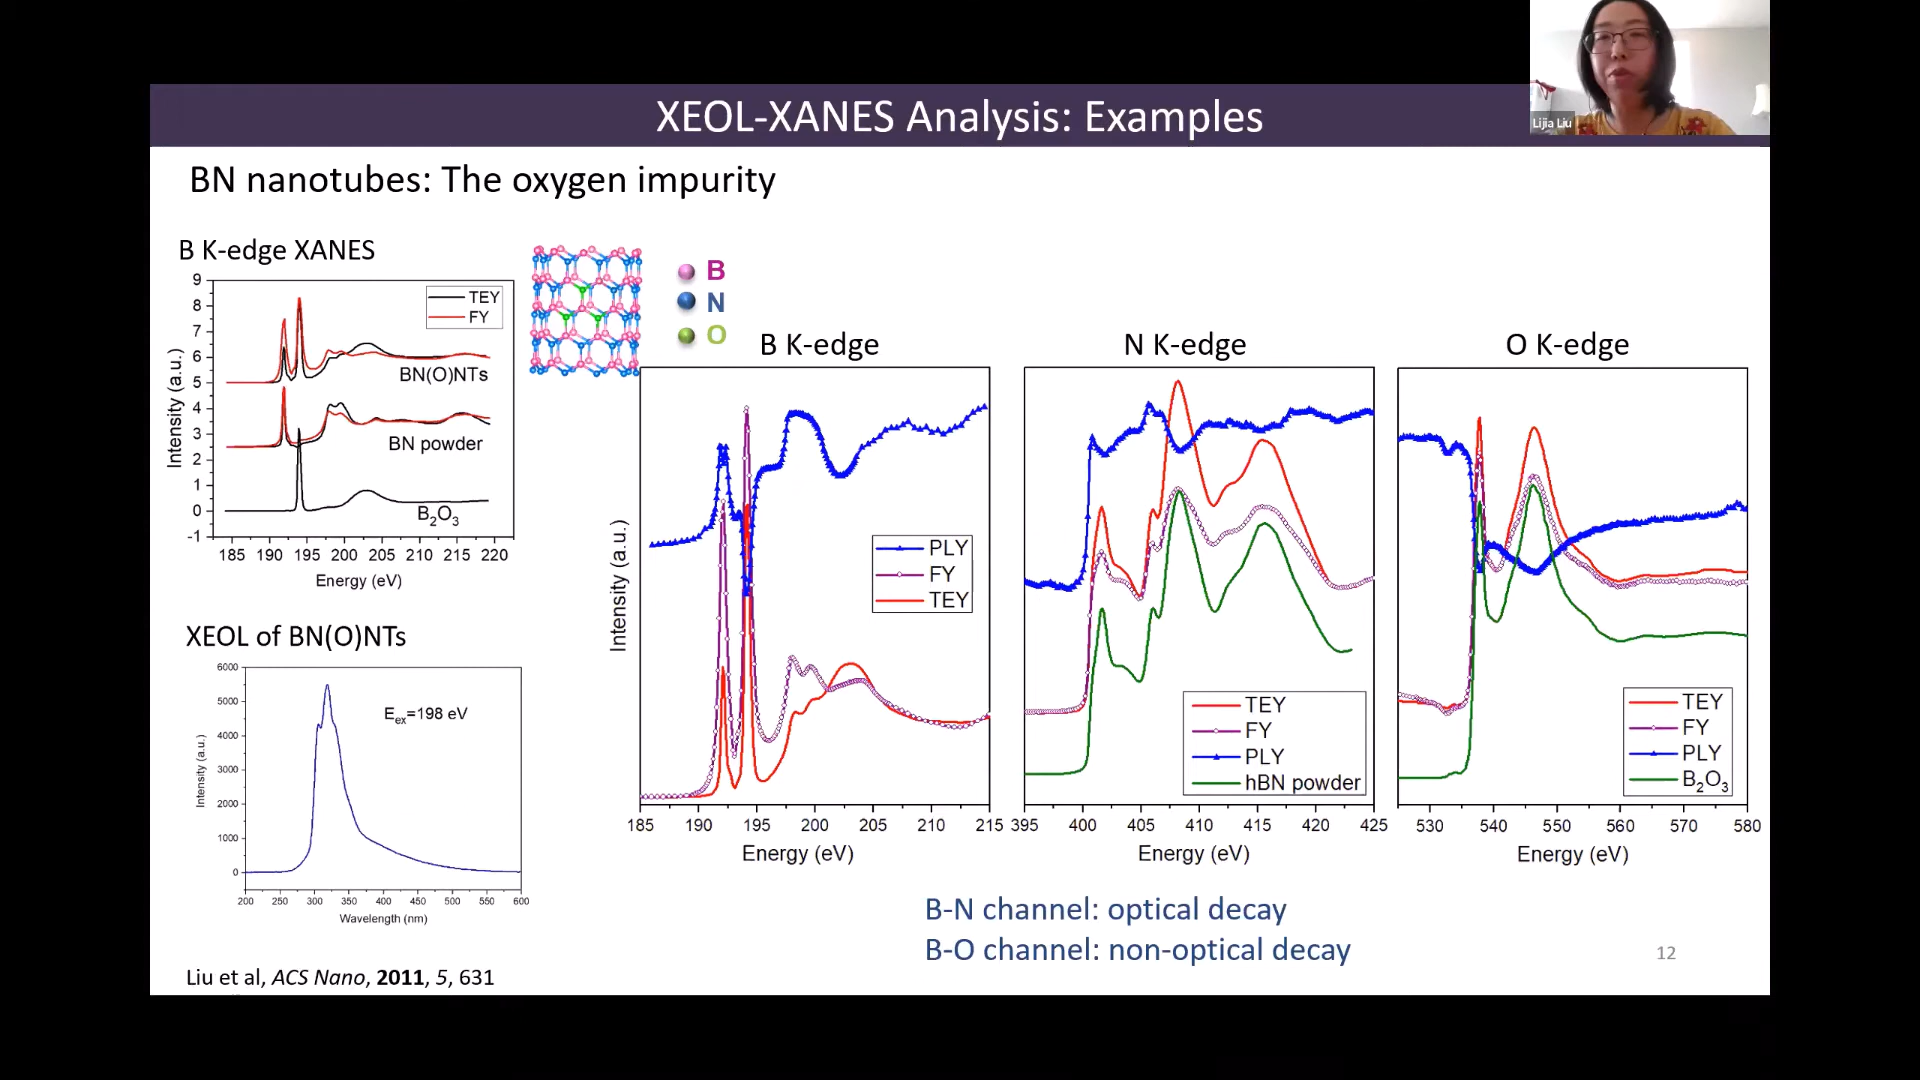 XEOL-XANES Analysis: Examples
Lijia Liu
BN nanotubes: The oxygen impurity
B K-edge XANES
9
8
7
6
5
4
3
2
1
0
-1
Intensity (a.u.)
TEY
FY
BN(O)NTs
BN powder
B2O3
185 190 195 200 205 210 215 220
Energy (eV)
B
N
O
XEOL of BN(O)NTs
6000
5000
4000
3000
2000
1000
0
Intensity (a.u.)
Eex=198 eV
200 250 300 350 400 450 500 550 600
Wavelength (nm)
B K-edge
Intensity (a.u.)
PLY
FY
TEY
185 190 195 200 205 210 215
Energy (eV)
N K-edge
TEY
FY
PLY
hBN powder
395 400 405 410 415 420 425
Energy (eV)
O K-edge
TEY
FY
PLY
B2O3
530 540 550 560 570 580
Energy (eV)
B-N channel: optical decay
B-O channel: non-optical decay
12
Liu et al, ACS Nano, 2011, 5, 631